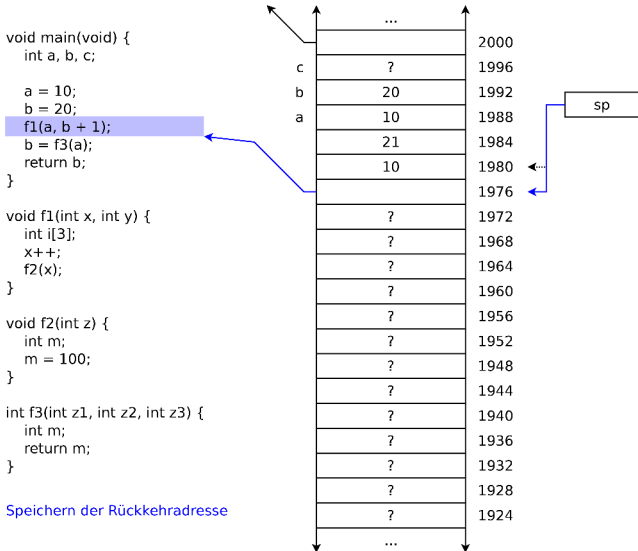 void main(void) {
int a, b, c;
a = 10;
b = 20;
f1(a, b + 1);
b = f3(a);
return b;
}
void f1(int x, int y) {
int i[3];
x++;
f2(x);
}
void f2(int z) {
int m;
m = 100;
}
int f3(int z1, int z2, int z3) {
int m;
return m;
}
Speichern der Rückkehradresse
...
2000
c ? 1996
b 20 1992
a 10 1988
21 1984
10 1980
1976
? 1972
? 1968
? 1964
? 1960
? 1956
? 1952
? 1948
? 1944
? 1940
? 1936
? 1932
? 1928
? 1924
...
sp